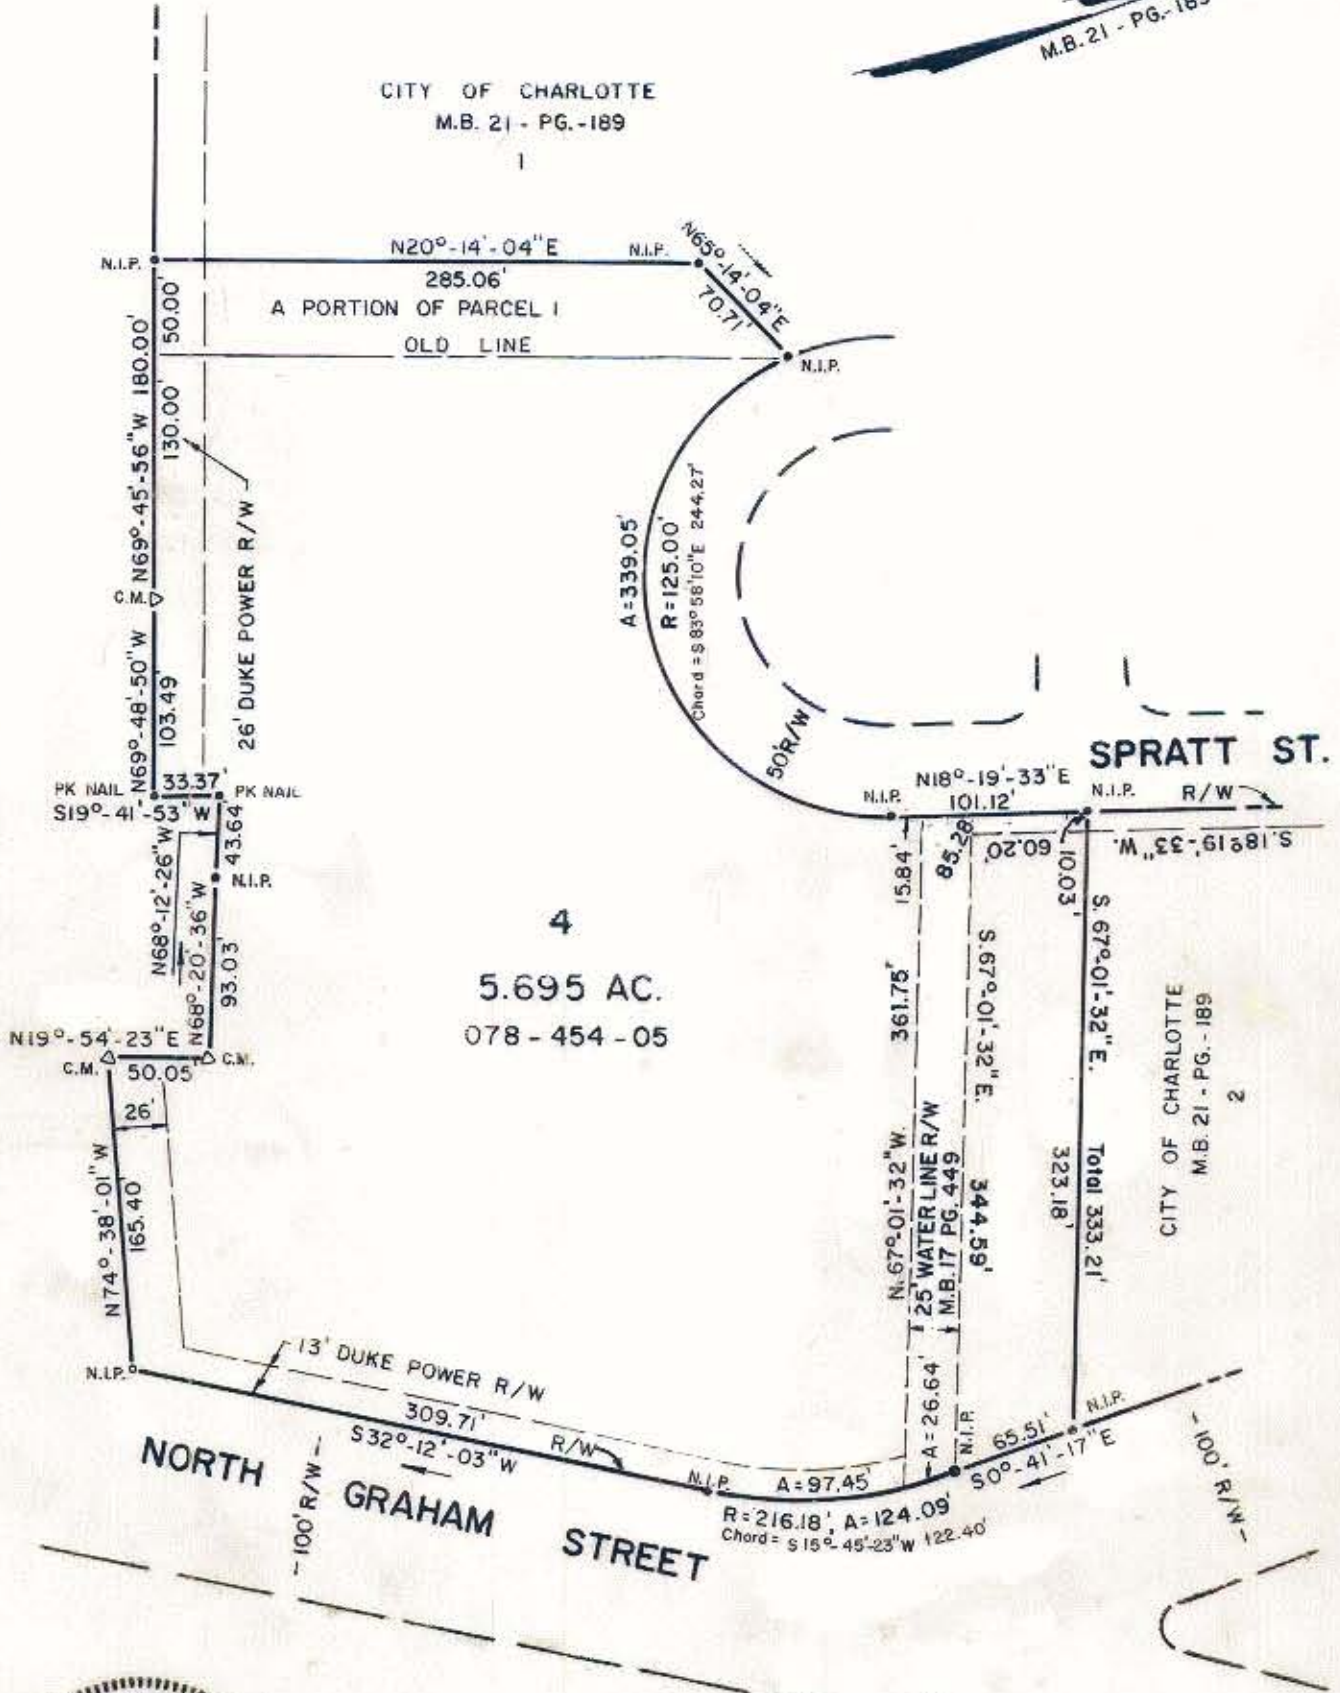 M.B. 21 - PG.-189
CITY OF CHARLOTTE
M.B. 21 - PG.-189
1
N20°-14'-04"E
N.I.P.
N.I.P.
285.06'
N65°-14'-04"E
70.71'
A PORTION OF PARCEL 1
OLD LINE
N.I.P.
N69°-45'-56"W 180.00'
50.00'
130.00'
26' DUKE POWER R/W
C.M.
N69°-48'-50"W
103.49'
A=339.05'
R=125.00'
Chord = S 83°58'10"E 244.27'
50'R/W
SPRATT ST.
N18°-19'-33"E
101.12'
N.I.P.
N.I.P.
R/W
S.18°19'-33"W.
60.20'
85.28'
15.84'
10.03'
33.37'
PK NAIL
PK NAIL
S19°-41'-53"W
43.64'
N68°-12'-26"W
N.I.P.
N68°-20'-36"W
93.03'
4
5.695 AC.
078-454-05
N19°-54'-23"E
C.M.
C.M.
50.05'
26'
N74°-38'-01"W
165.40'
361.75'
N.67°-01'-32"W.
25' WATERLINE R/W
M.B.17 PG. 449
S.67°-01'-32"E.
344.59'
S. 67°-01'-32"E.
Total 333.21'
323.18'
CITY OF CHARLOTTE
M.B. 21 - PG. - 189
2
N.I.P.
13' DUKE POWER R/W
309.71'
S32°-12'-03"W
R/W
N.I.P.
A=97.45'
A=26.64'
N.I.P.
65.51'
S0°-41'-17"E
N.I.P.
R=216.18', A=124.09'
Chord = S15°-45'-23"W 122.40'
NORTH GRAHAM STREET
-100' R/W-
-100' R/W-